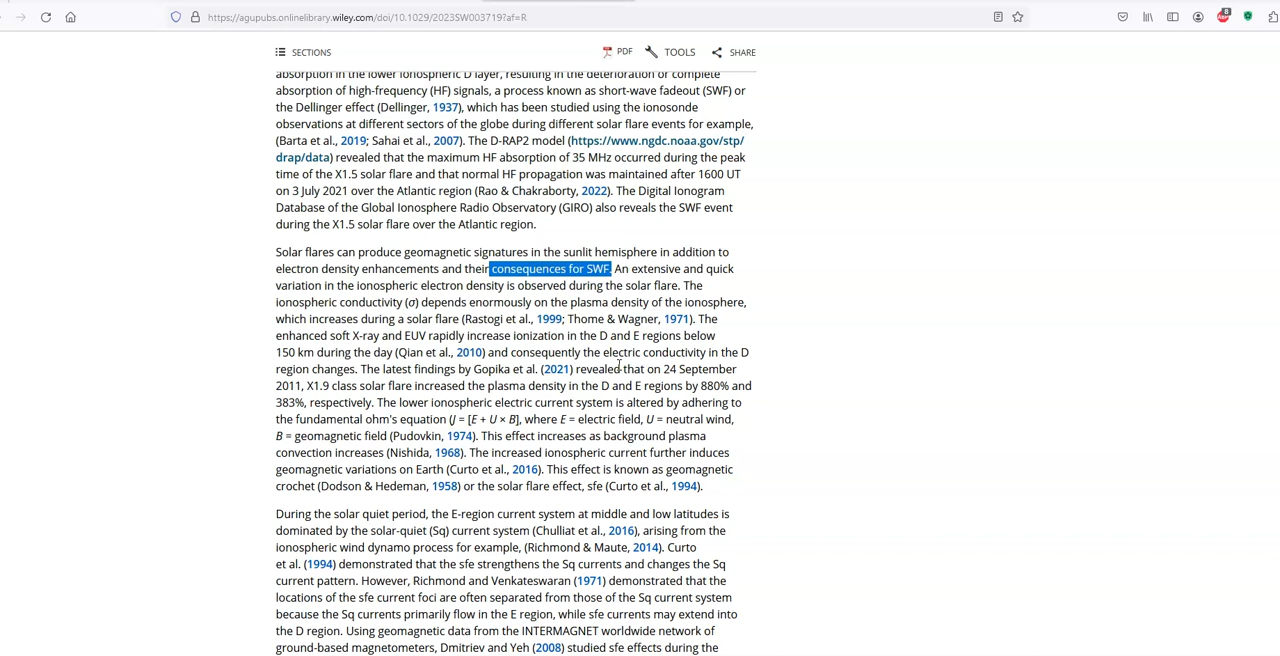 https://agupubs.onlinelibrary.wiley.com/doi/10.1029/2023SW003719?af=R
8
SECTIONS
PDF
TOOLS
SHARE
absorption in the lower ionospheric D layer, resulting in the deterioration or complete
absorption of high-frequency (HF) signals, a process known as short-wave fadeout (SWF) or
the Dellinger effect (Dellinger, 1937), which has been studied using the ionosonde
observations at different sectors of the globe during different solar flare events for example,
(Barta et al., 2019; Sahai et al., 2007). The D-RAP2 model (https://www.ngdc.noaa.gov/stp/
drap/data) revealed that the maximum HF absorption of 35 MHz occurred during the peak
time of the X1.5 solar flare and that normal HF propagation was maintained after 1600 UT
on 3 July 2021 over the Atlantic region (Rao & Chakraborty, 2022). The Digital Ionogram
Database of the Global Ionosphere Radio Observatory (GIRO) also reveals the SWF event
during the X1.5 solar flare over the Atlantic region.
Solar flares can produce geomagnetic signatures in the sunlit hemisphere in addition to
electron density enhancements and their consequences for SWF. An extensive and quick
variation in the ionospheric electron density is observed during the solar flare. The
ionospheric conductivity (σ) depends enormously on the plasma density of the ionosphere,
which increases during a solar flare (Rastogi et al., 1999; Thome & Wagner, 1971). The
enhanced soft X-ray and EUV rapidly increase ionization in the D and E regions below
150 km during the day (Qian et al., 2010) and consequently the electric conductivity in the D
region changes. The latest findings by Gopika et al. (2021) revealed that on 24 September
2011, X1.9 class solar flare increased the plasma density in the D and E regions by 880% and
383%, respectively. The lower ionospheric electric current system is altered by adhering to
the fundamental ohm's equation (J = [E + U × B], where E = electric field, U = neutral wind,
B = geomagnetic field (Pudovkin, 1974). This effect increases as background plasma
convection increases (Nishida, 1968). The increased ionospheric current further induces
geomagnetic variations on Earth (Curto et al., 2016). This effect is known as geomagnetic
crochet (Dodson & Hedeman, 1958) or the solar flare effect, sfe (Curto et al., 1994).
During the solar quiet period, the E-region current system at middle and low latitudes is
dominated by the solar-quiet (Sq) current system (Chulliat et al., 2016), arising from the
ionospheric wind dynamo process for example, (Richmond & Maute, 2014). Curto
et al. (1994) demonstrated that the sfe strengthens the Sq currents and changes the Sq
current pattern. However, Richmond and Venkateswaran (1971) demonstrated that the
locations of the sfe current foci are often separated from those of the Sq current system
because the Sq currents primarily flow in the E region, while sfe currents may extend into
the D region. Using geomagnetic data from the INTERMAGNET worldwide network of
ground-based magnetometers, Dmitriev and Yeh (2008) studied sfe effects during the